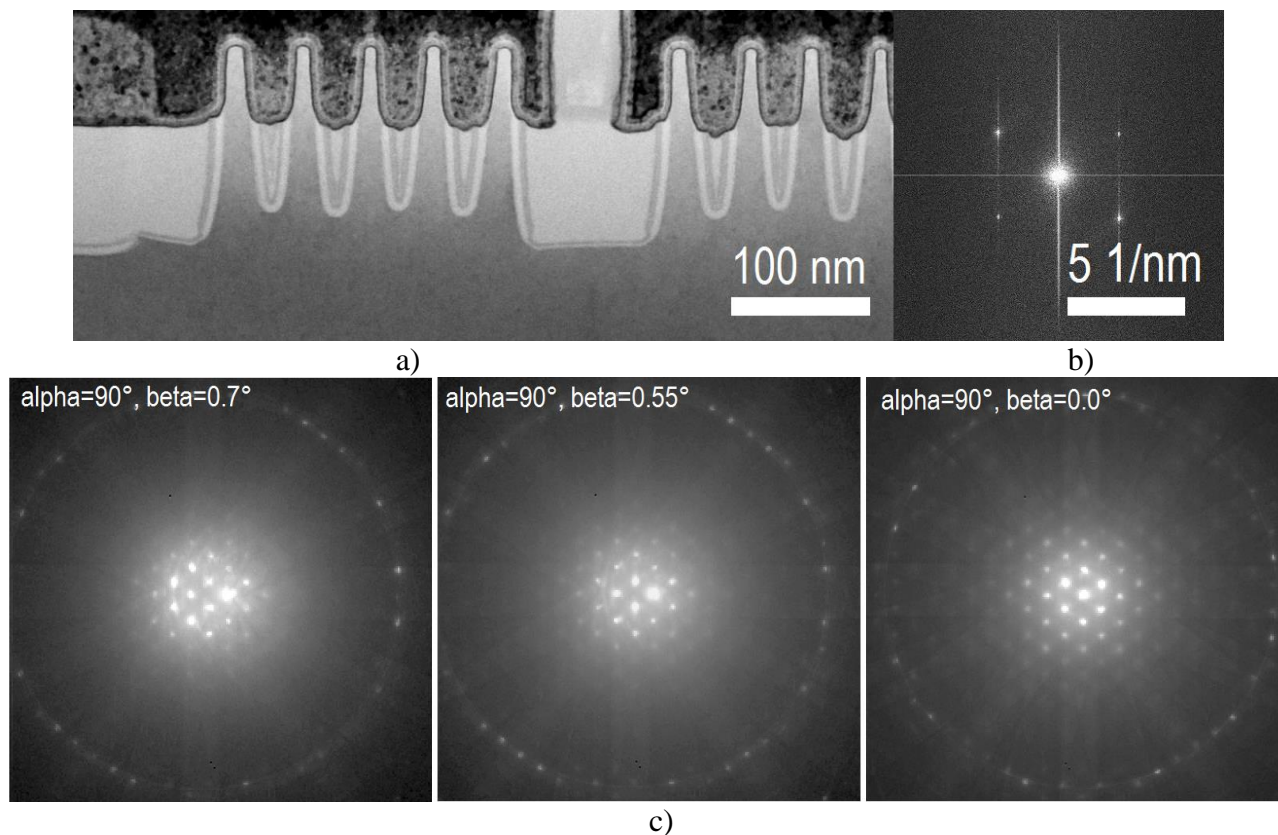 100 nm
5 1/nm
a)
b)
alpha=90°, beta=0.7°
alpha=90°, beta=0.55°
alpha=90°, beta=0.0°
c)